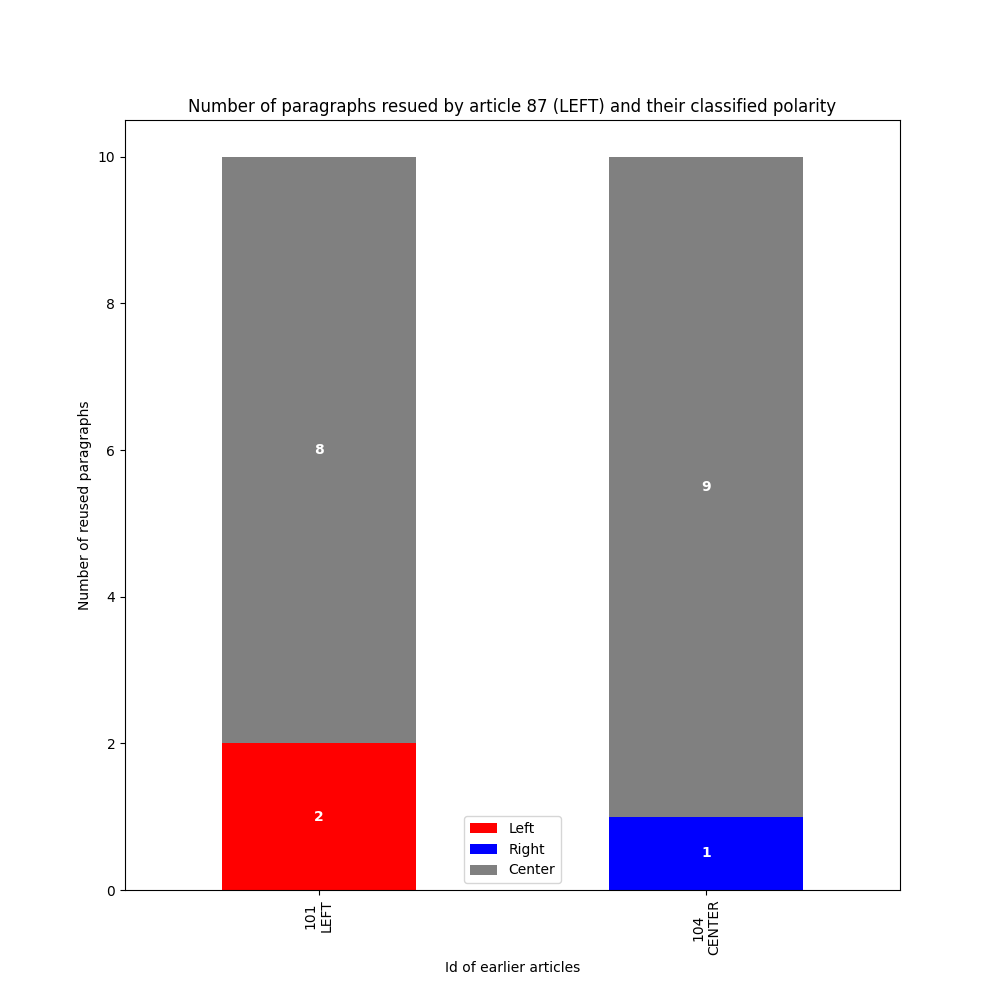 Number of paragraphs resued by article 87 (LEFT) and their classified polarity
10
8
6
4
2
0
Number of reused paragraphs
8
2
9
1
Left
Right
Center
101
LEFT
104
CENTER
Id of earlier articles